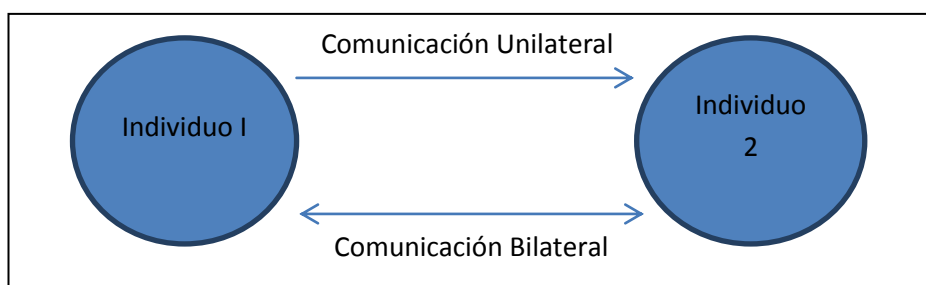 Comunicación Unilateral
Individuo I
Individuo
2
Comunicación Bilateral